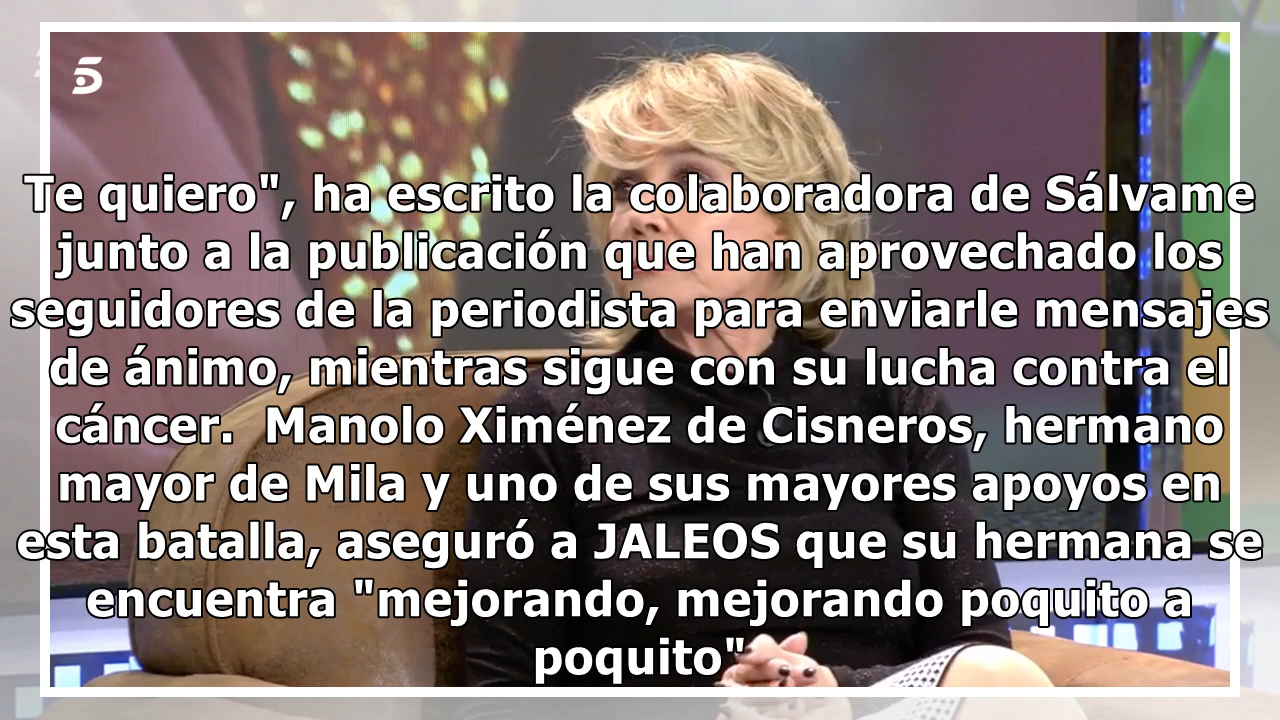 5
Te quiero", ha escrito la colaboradora de Sálvame
junto a la publicación que han aprovechado los
seguidores de la periodista para enviarle mensajes
de ánimo, mientras sigue con su lucha contra el
cáncer.  Manolo Ximénez de Cisneros, hermano
mayor de Mila y uno de sus mayores apoyos en
esta batalla, aseguró a JALEOS que su hermana se
encuentra "mejorando, mejorando poquito a
poquito"